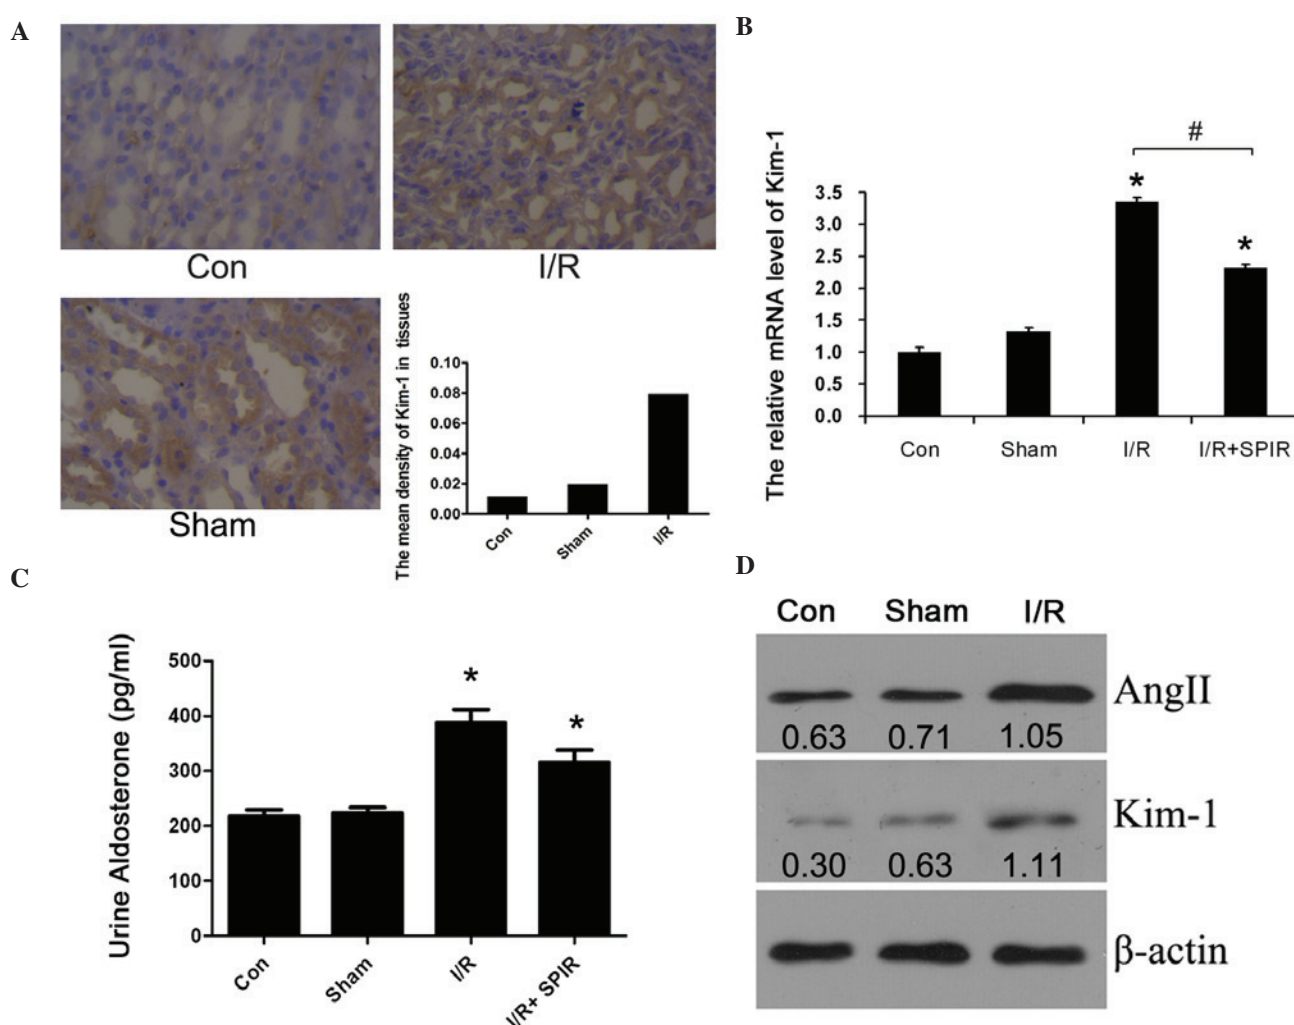 A
Con
I/R
Sham
The mean density of Kim-1 in tissues
0.10
0.08
0.06
0.04
0.02
0.00
Con
Sham
I/R
B
The relative mRNA level of Kim-1
3.5
3.0
2.5
2.0
1.5
1.0
0.5
0.0
#
*
*
Con
Sham
I/R
I/R+SPIR
C
Urine Aldosterone (pg/ml)
500
400
300
200
100
0
*
*
Con
Sham
I/R
I/R+ SPIR
D
Con Sham I/R
AngII
0.63 0.71 1.05
Kim-1
0.30 0.63 1.11
β-actin